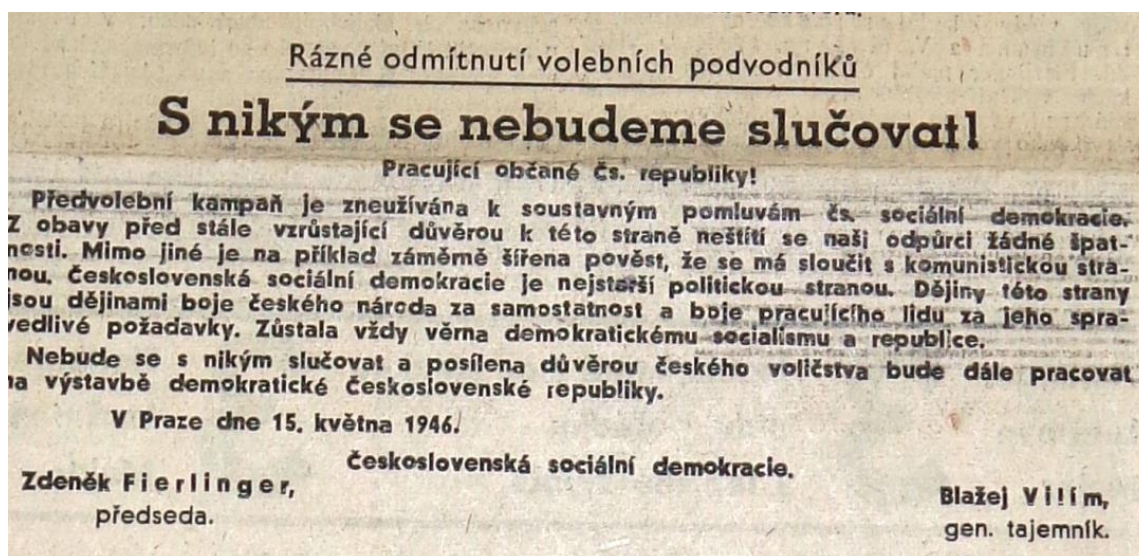 Rázné odmítnutí volebních podvodníků
S nikým se nebudeme slučovat!
Pracující občané čs. republiky!
Předvolební kampaň je zneužívána k soustavným pomluvám čs. sociální demokracie.
Z obavy před stále vzrůstající důvěrou k této straně neštítí se naši odpůrci žádné špat-
nosti. Mimo jiné je na příklad záměrně šířena pověst, že se má sloučit s komunistickou stra-
nou. Československá sociální demokracie je nejstarší politickou stranou. Dějiny této strany
jsou dějinami boje českého národa za samostatnost a boje pracujícího lidu za jeho spra-
vedlivé požadavky. Zůstala vždy věrna demokratickému socialismu a republice.
Nebude se s nikým slučovat a posílena důvěrou českého voličstva bude dále pracovat
na výstavbě demokratické Československé republiky.
V Praze dne 15. května 1946.
Československá sociální demokracie.
Zdeněk Fierlinger,
předseda.
Blažej Vilím,
gen. tajemník.